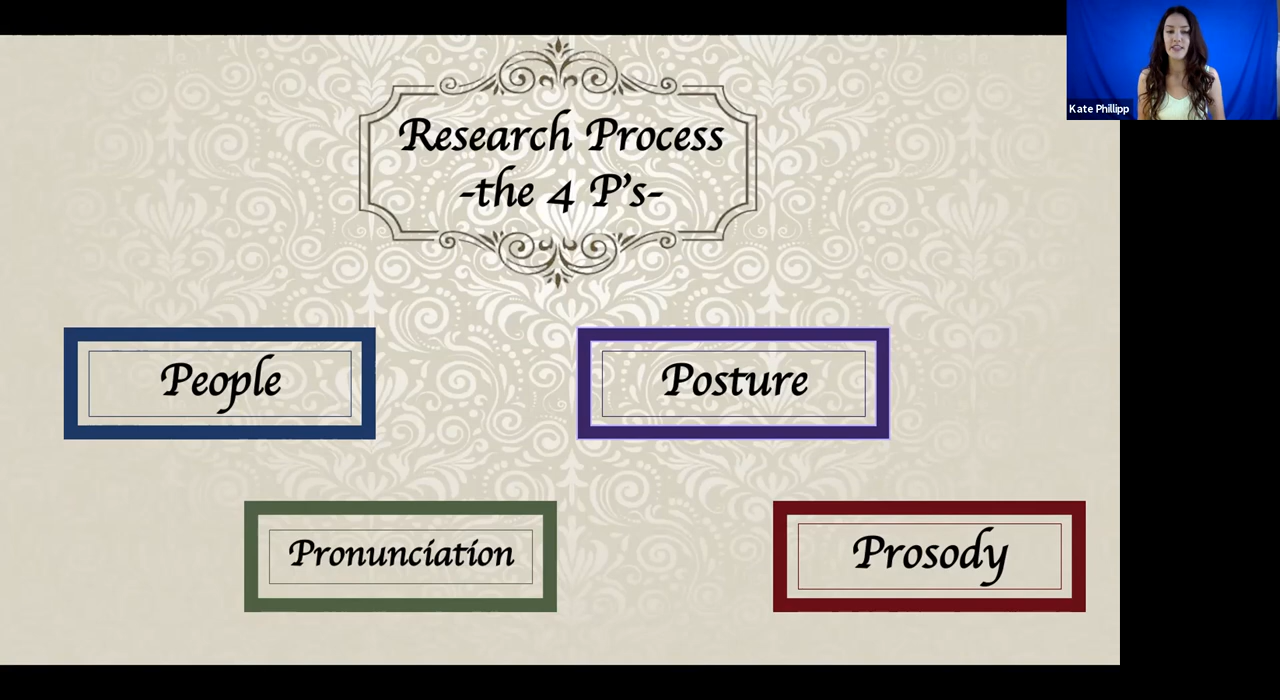 Research Process
-the 4 P's-
People
Posture
Pronunciation
Prosody
Kate Phillipp